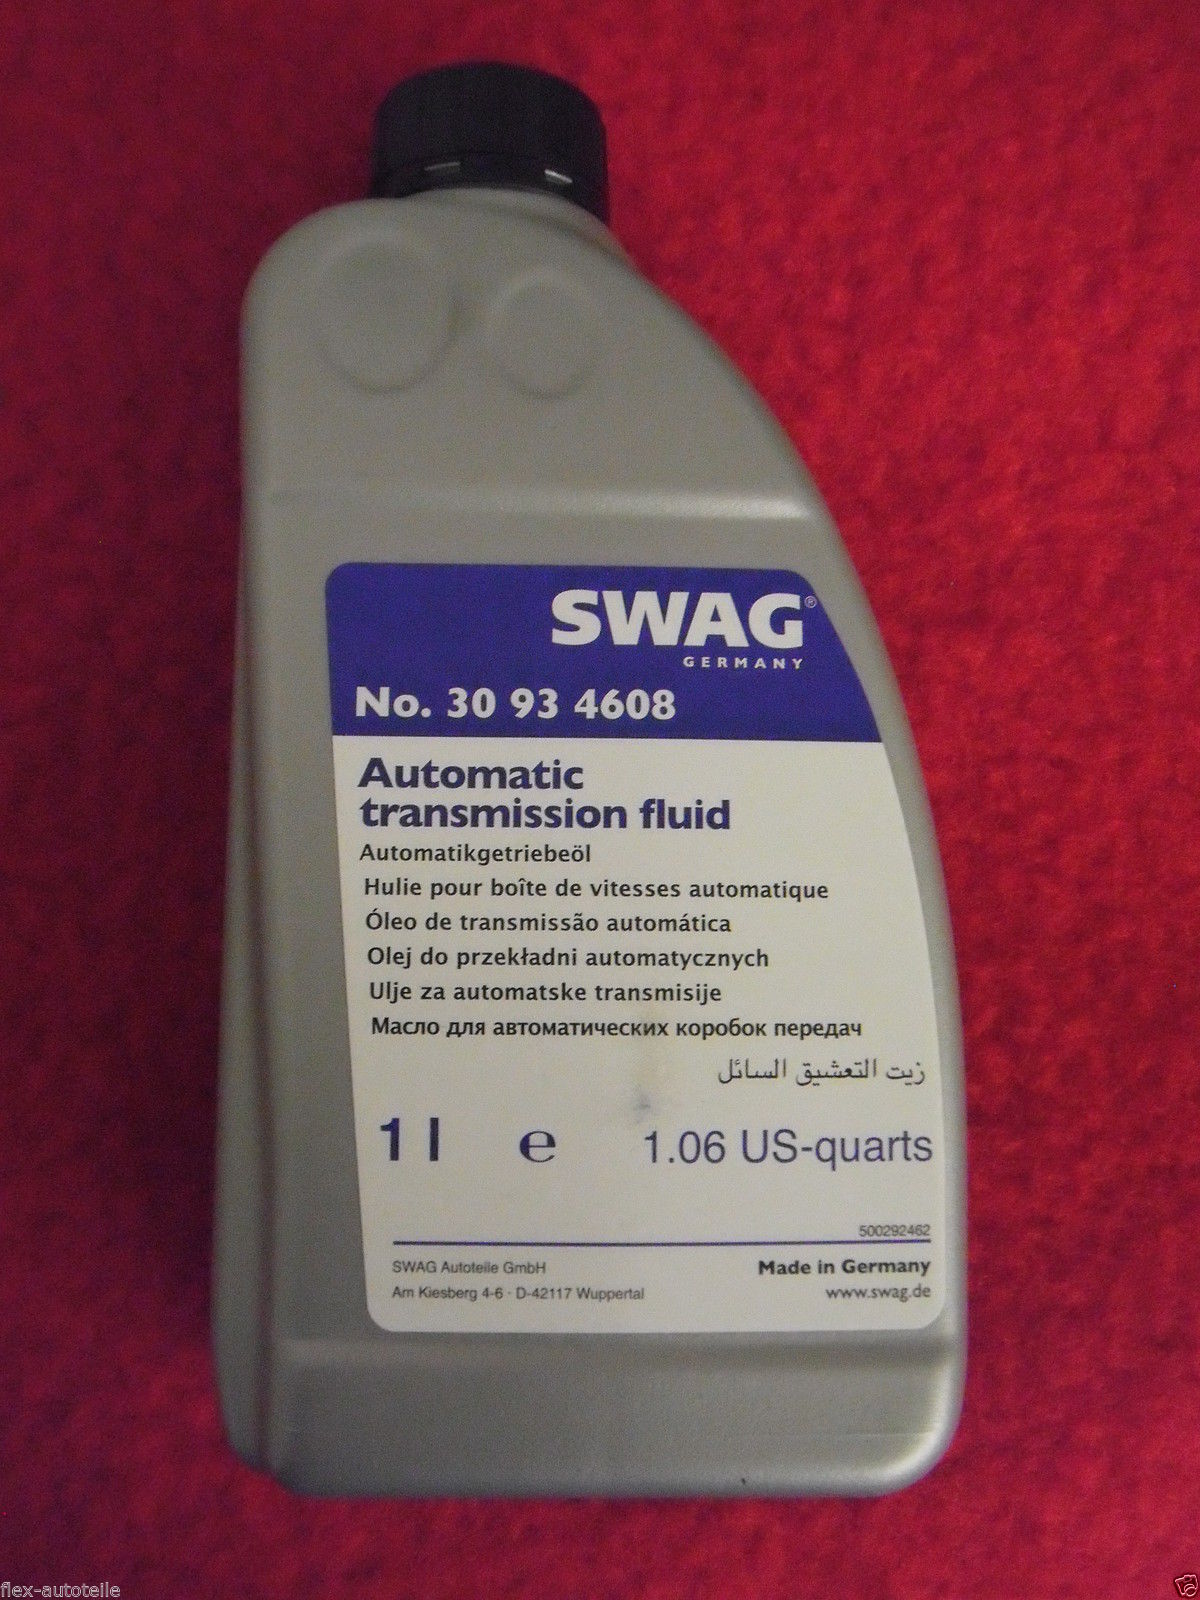 SWAG®
GERMANY
No. 30 93 4608
Automatic
transmission fluid
Automatikgetriebeöl
Hulie pour boîte de vitesses automatique
Óleo de transmissão automática
Olej do przekładni automatycznych
Ulje za automatske transmisije
Масло для автоматических коробок передач
زيت التعشيق السائل
1 l e 1.06 US-quarts
500292462
SWAG Autoteile GmbH Made in Germany
Am Kiesberg 4-6 · D-42117 Wuppertal www.swag.de
flex-autoteile